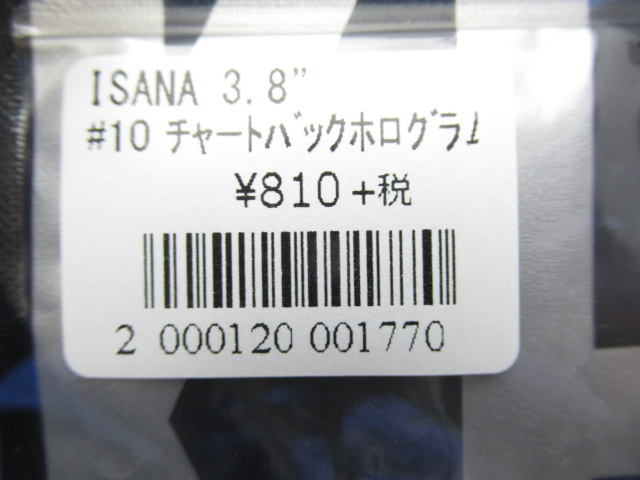 ISANA 3.8”
#10 ﾁｬｰﾄﾊﾞｯｸﾎﾛｸﾞﾗﾑ
¥810+税
2 000120 001770